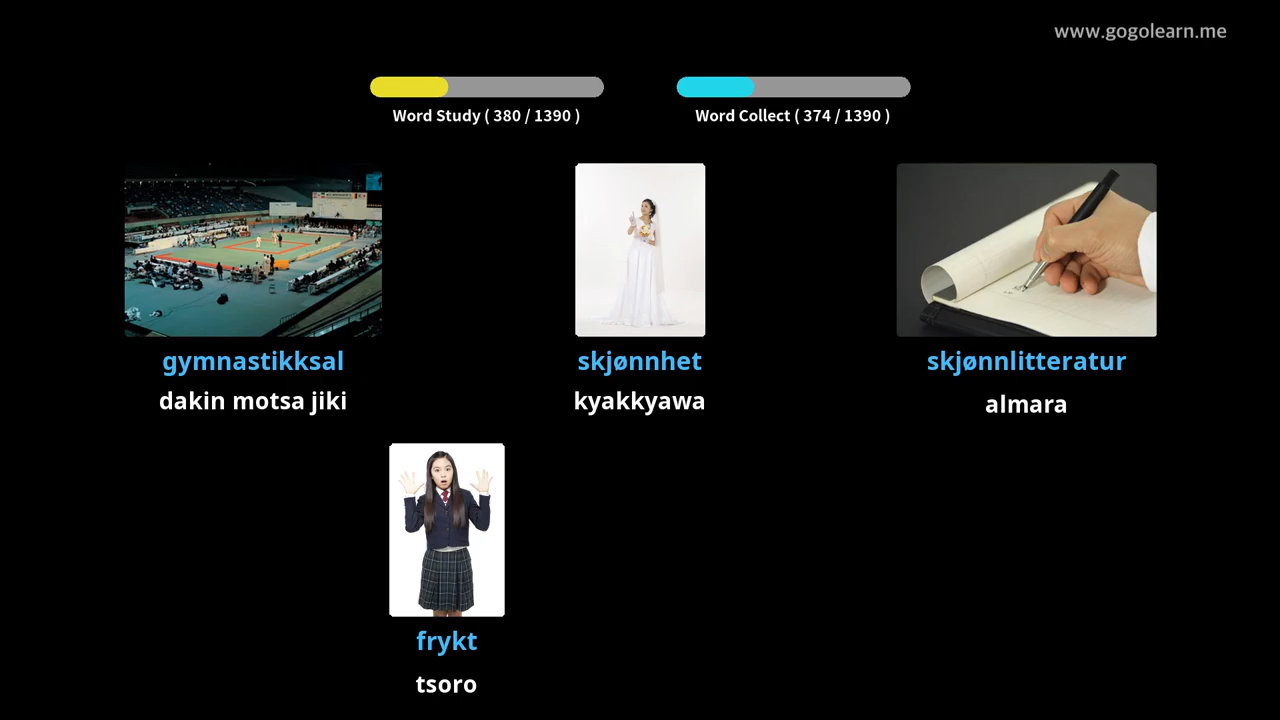 www.gogolearn.me
Word Study ( 380 / 1390 )
Word Collect ( 374 / 1390 )
gymnastikksal
dakin motsa jiki
skjønnhet
kyakkyawa
skjønnlitteratur
almara
frykt
tsoro